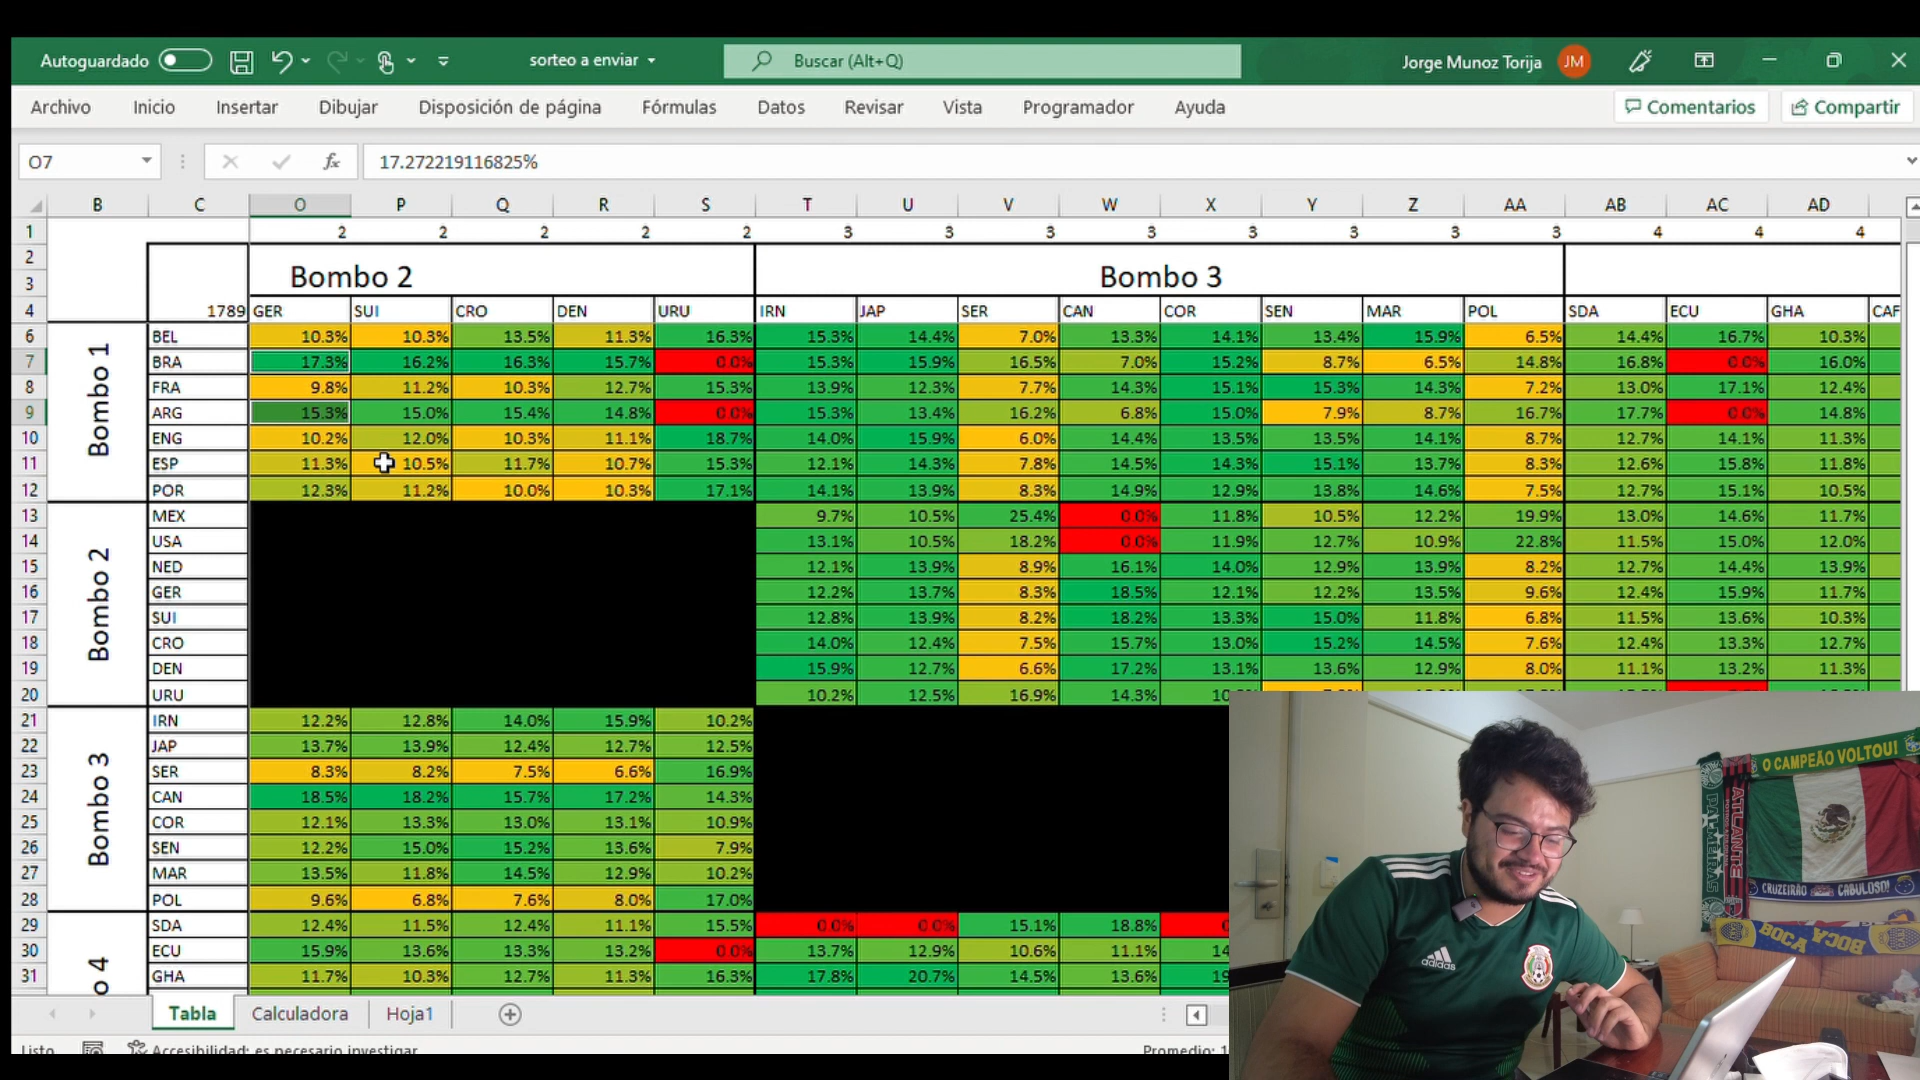 Autoguardado sorteo a enviar Buscar (Alt+Q) Jorge Munoz Torija JM
Archivo Inicio Insertar Dibujar Disposición de página Fórmulas Datos Revisar Vista Programador Ayuda Comentarios Compartir
O7 fx 17.272219116825%
B C O P Q R S T U V W X Y Z AA AB AC AD
1 2 2 2 2 2 3 3 3 3 3 3 3 3 4 4 4
2
3 Bombo 2 Bombo 3
4 1789 GER SUI CRO DEN URU IRN JAP SER CAN COR SEN MAR POL SDA ECU GHA CAF
Bombo 1
6 BEL 10.3% 10.3% 13.5% 11.3% 16.3% 15.3% 14.4% 7.0% 13.3% 14.1% 13.4% 15.9% 6.5% 14.4% 16.7% 10.3%
7 BRA 17.3% 16.2% 16.3% 15.7% 0.0% 15.3% 15.9% 16.5% 7.0% 15.2% 8.7% 6.5% 14.8% 16.8% 0.0% 16.0%
8 FRA 9.8% 11.2% 10.3% 12.7% 15.3% 13.9% 12.3% 7.7% 14.3% 15.1% 15.3% 14.3% 7.2% 13.0% 17.1% 12.4%
9 ARG 15.3% 15.0% 15.4% 14.8% 0.0% 15.3% 13.4% 16.2% 6.8% 15.0% 7.9% 8.7% 16.7% 17.7% 0.0% 14.8%
10 ENG 10.2% 12.0% 10.3% 11.1% 18.7% 14.0% 15.9% 6.0% 14.4% 13.5% 13.5% 14.1% 8.7% 12.7% 14.1% 11.3%
11 ESP 11.3% 10.5% 11.7% 10.7% 15.3% 12.1% 14.3% 7.8% 14.5% 14.3% 15.1% 13.7% 8.3% 12.6% 15.8% 11.8%
12 POR 12.3% 11.2% 10.0% 10.3% 17.1% 14.1% 13.9% 8.3% 14.9% 12.9% 13.8% 14.6% 7.5% 12.7% 15.1% 10.5%
Bombo 2
13 MEX 9.7% 10.5% 25.4% 0.0% 11.8% 10.5% 12.2% 19.9% 13.0% 14.6% 11.7%
14 USA 13.1% 10.5% 18.2% 0.0% 11.9% 12.7% 10.9% 22.8% 11.5% 15.0% 12.0%
15 NED 12.1% 13.9% 8.9% 16.1% 14.0% 12.9% 13.9% 8.2% 12.7% 14.4% 13.9%
16 GER 12.2% 13.7% 8.3% 18.5% 12.1% 12.2% 13.5% 9.6% 12.4% 15.9% 11.7%
17 SUI 12.8% 13.9% 8.2% 18.2% 13.3% 15.0% 11.8% 6.8% 11.5% 13.6% 10.3%
18 CRO 14.0% 12.4% 7.5% 15.7% 13.0% 15.2% 14.5% 7.6% 12.4% 13.3% 12.7%
19 DEN 15.9% 12.7% 6.6% 17.2% 13.1% 13.6% 12.9% 8.0% 11.1% 13.2% 11.3%
20 URU 10.2% 12.5% 16.9% 14.3% 10
Bombo 3
21 IRN 12.2% 12.8% 14.0% 15.9% 10.2%
22 JAP 13.7% 13.9% 12.4% 12.7% 12.5%
23 SER 8.3% 8.2% 7.5% 6.6% 16.9%
24 CAN 18.5% 18.2% 15.7% 17.2% 14.3%
25 COR 12.1% 13.3% 13.0% 13.1% 10.9%
26 SEN 12.2% 15.0% 15.2% 13.6% 7.9%
27 MAR 13.5% 11.8% 14.5% 12.9% 10.2%
28 POL 9.6% 6.8% 7.6% 8.0% 17.0%
o 4
29 SDA 12.4% 11.5% 12.4% 11.1% 15.5% 0.0% 0.0% 15.1% 18.8% 0
30 ECU 15.9% 13.6% 13.3% 13.2% 0.0% 13.7% 12.9% 10.6% 11.1% 14
31 GHA 11.7% 10.3% 12.7% 11.3% 16.3% 17.8% 20.7% 14.5% 13.6% 19
Tabla Calculadora Hoja1
Listo Accesibilidad: es necesario investigar Promedio: 1
O CAMPEÃO VOLTOU!
PALMEIRAS
ATLANTE
CRUZEIRÃO CABULOSO!
BOCA BOCA
adidas